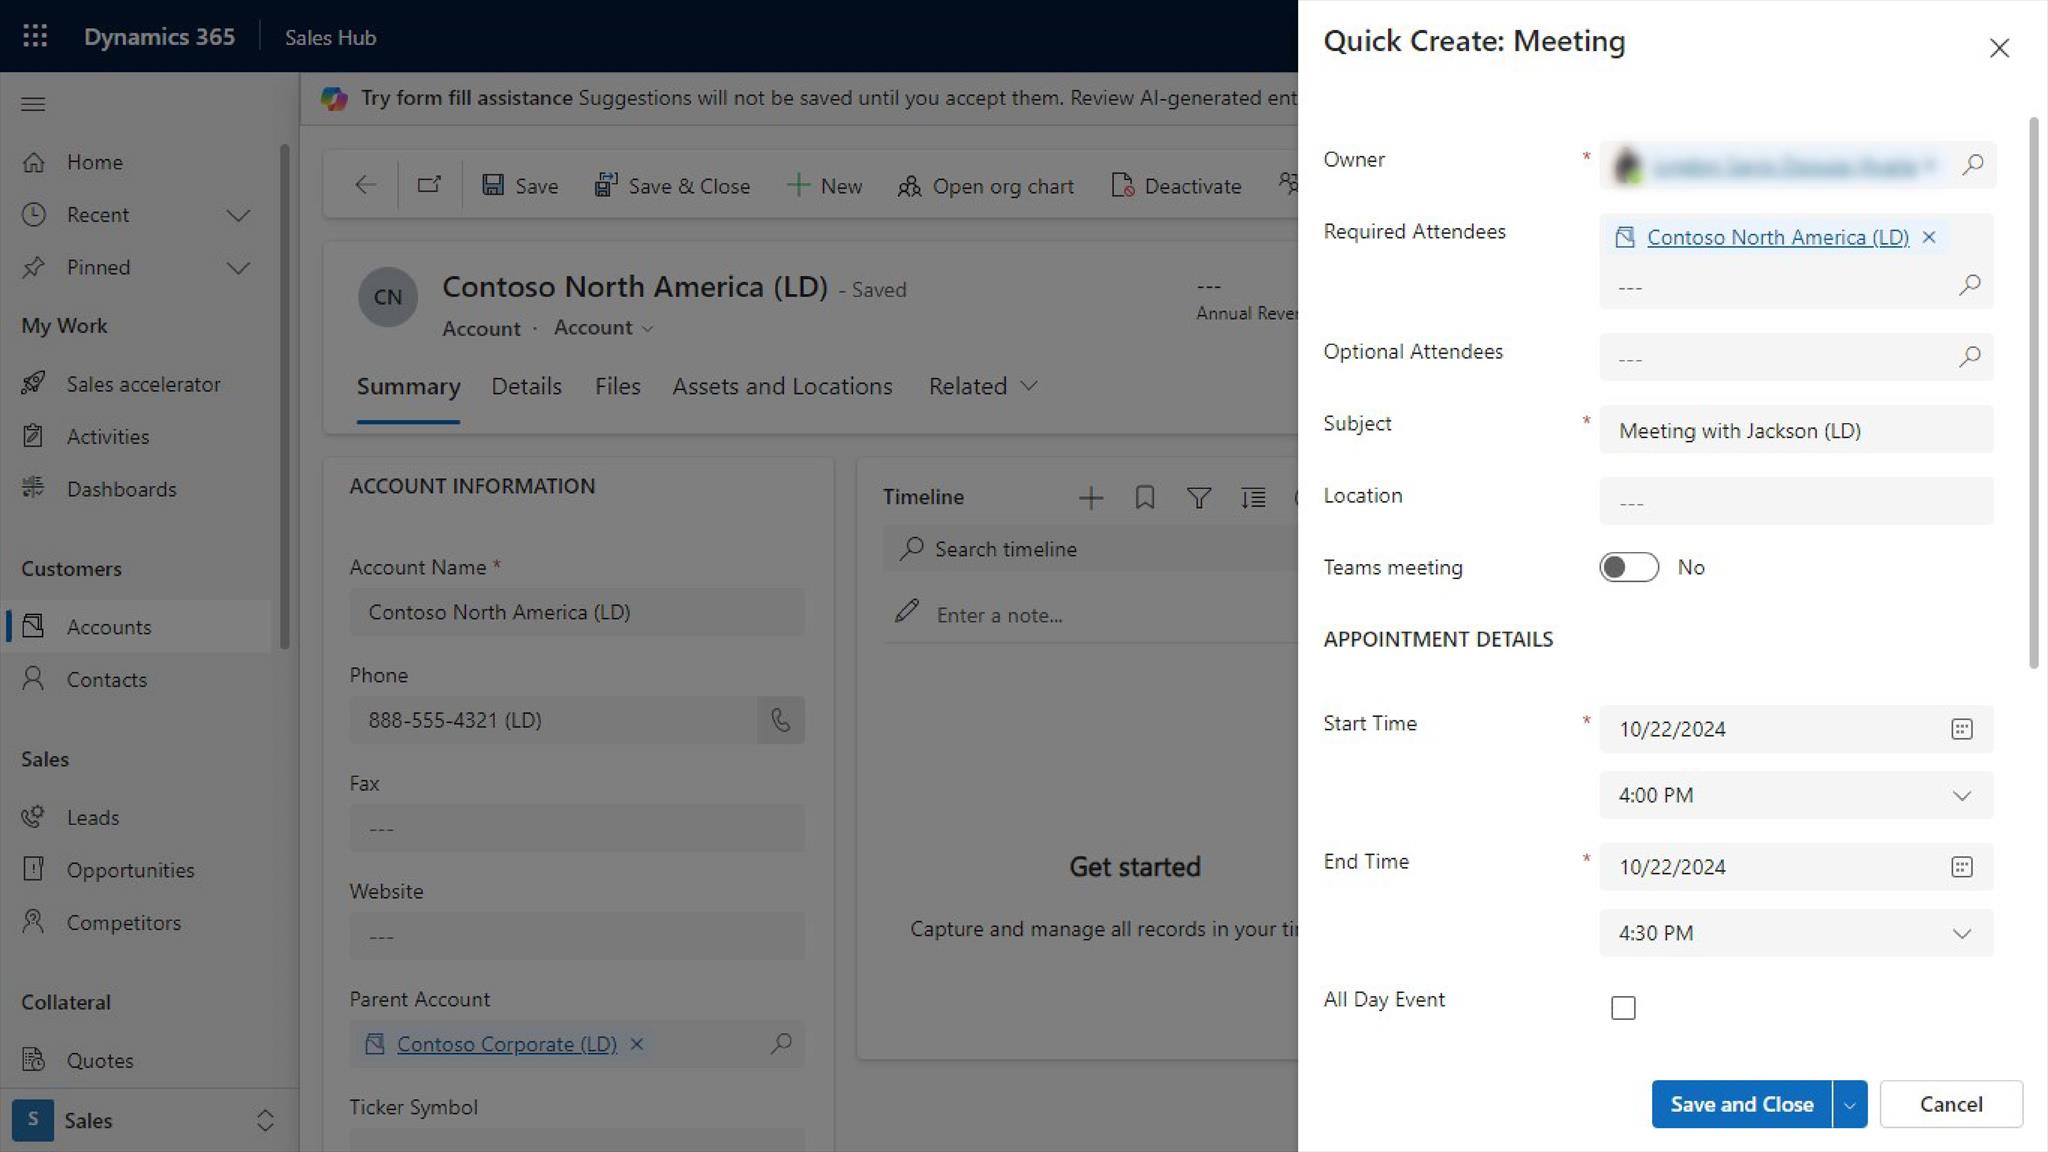 Dynamics 365
Sales Hub
Try form fill assistance Suggestions will not be saved until you accept them. Review AI-generated ent
Home
Recent
Pinned
My Work
Sales accelerator
Activities
Dashboards
Customers
Accounts
Contacts
Sales
Leads
Opportunities
Competitors
Collateral
Quotes
S Sales
Save
Save & Close
New
Open org chart
Deactivate
CN
Contoso North America (LD) - Saved
Account · Account
---
Annual Rever
Summary
Details
Files
Assets and Locations
Related
ACCOUNT INFORMATION
Account Name *
Contoso North America (LD)
Phone
888-555-4321 (LD)
Fax
---
Website
---
Parent Account
Contoso Corporate (LD)
Ticker Symbol
Timeline
Search timeline
Enter a note...
Get started
Capture and manage all records in your ti
Quick Create: Meeting
Owner *
Required Attendees
Contoso North America (LD)
---
Optional Attendees
---
Subject *
Meeting with Jackson (LD)
Location
---
Teams meeting
No
APPOINTMENT DETAILS
Start Time *
10/22/2024
4:00 PM
End Time *
10/22/2024
4:30 PM
All Day Event
Save and Close
Cancel